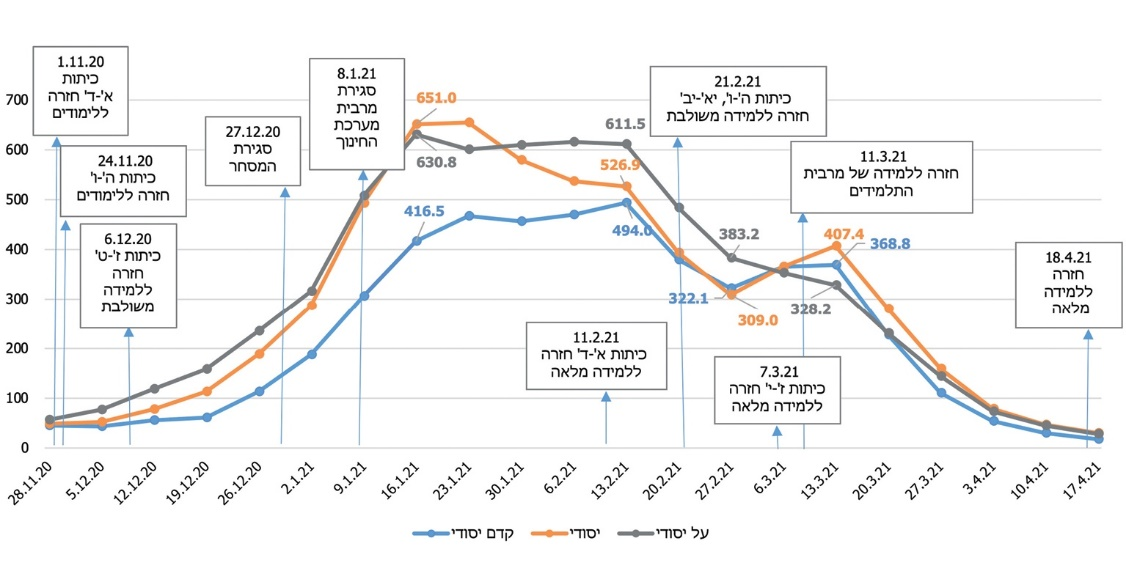 1.11.20
כיתות
א'-ד' חזרה
ללימודים
24.11.20
כיתות ה'-ו'
חזרה ללימודים
6.12.20
כיתות ז'-ט'
חזרה
ללמידה
משולבת
27.12.20
סגירת
המסחר
8.1.21
סגירת
מרבית
מערכת
החינוך
21.2.21
כיתות ה'-ו', יא'-יב'
חזרה ללמידה משולבת
11.3.21
חזרה ללמידה של מרבית
התלמידים
18.4.21
חזרה
ללמידה
מלאה
11.2.21
כיתות א'-ד' חזרה
ללמידה מלאה
7.3.21
כיתות ז'-י' חזרה
ללמידה מלאה
651.0
630.8
416.5
611.5
526.9
494.0
383.2
322.1
309.0
407.4
368.8
328.2
700
600
500
400
300
200
100
0
28.11.20
5.12.20
12.12.20
19.12.20
26.12.20
2.1.21
9.1.21
16.1.21
23.1.21
30.1.21
6.2.21
13.2.21
20.2.21
27.2.21
6.3.21
13.3.21
20.3.21
27.3.21
3.4.21
10.4.21
17.4.21
קדם יסודי
יסודי
על יסודי